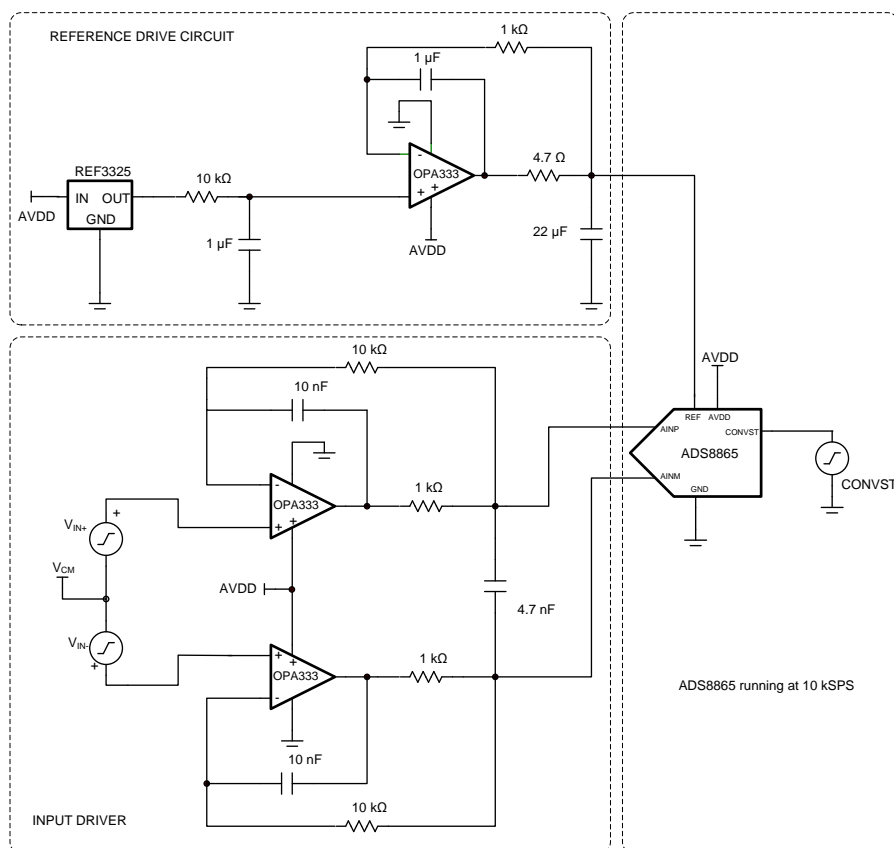 REFERENCE DRIVE CIRCUIT
1 kΩ
1 µF
REF3325
IN OUT
GND
AVDD
10 kΩ
1 µF
-
+ +
OPA333
AVDD
4.7 Ω
22 µF
10 kΩ
10 nF
-
OPA333
+ +
1 kΩ
VIN+
+
VCM
VIN-
+
AVDD
4.7 nF
+ +
OPA333
-
1 kΩ
10 nF
10 kΩ
INPUT DRIVER
AVDD
REF AVDD
AINP
CONVST
ADS8865
AINM
GND
CONVST
ADS8865 running at 10 kSPS